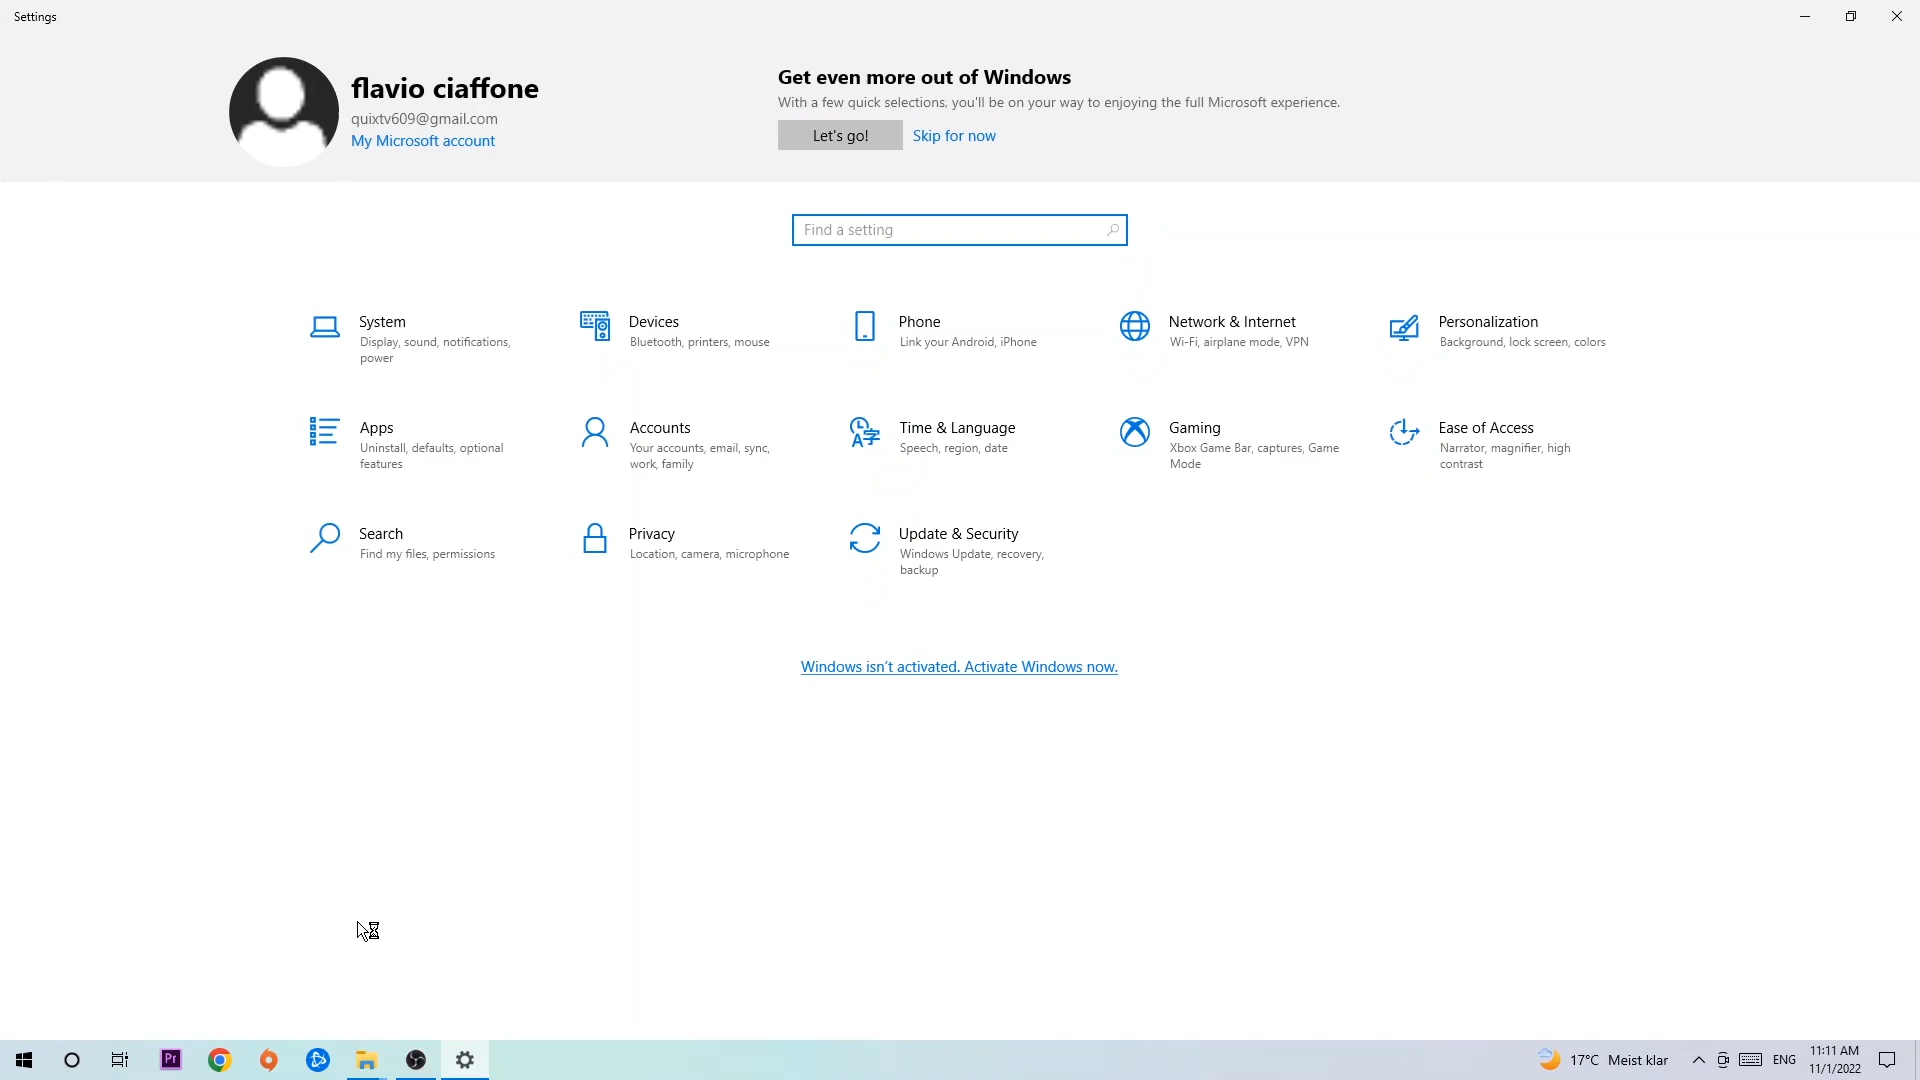 Settings
flavio ciaffone
quixtv609@gmail.com
My Microsoft account
Get even more out of Windows
With a few quick selections, you'll be on your way to enjoying the full Microsoft experience.
Let's go!
Skip for now
Find a setting
System
Display, sound, notifications,
power
Devices
Bluetooth, printers, mouse
Phone
Link your Android, iPhone
Network & Internet
Wi-Fi, airplane mode, VPN
Personalization
Background, lock screen, colors
Apps
Uninstall, defaults, optional
features
Accounts
Your accounts, email, sync,
work, family
Time & Language
Speech, region, date
Gaming
Xbox Game Bar, captures, Game
Mode
Ease of Access
Narrator, magnifier, high
contrast
Search
Find my files, permissions
Privacy
Location, camera, microphone
Update & Security
Windows Update, recovery,
backup
Windows isn't activated. Activate Windows now.
Pr
17°C Meist klar
ENG
11:11 AM
11/1/2022